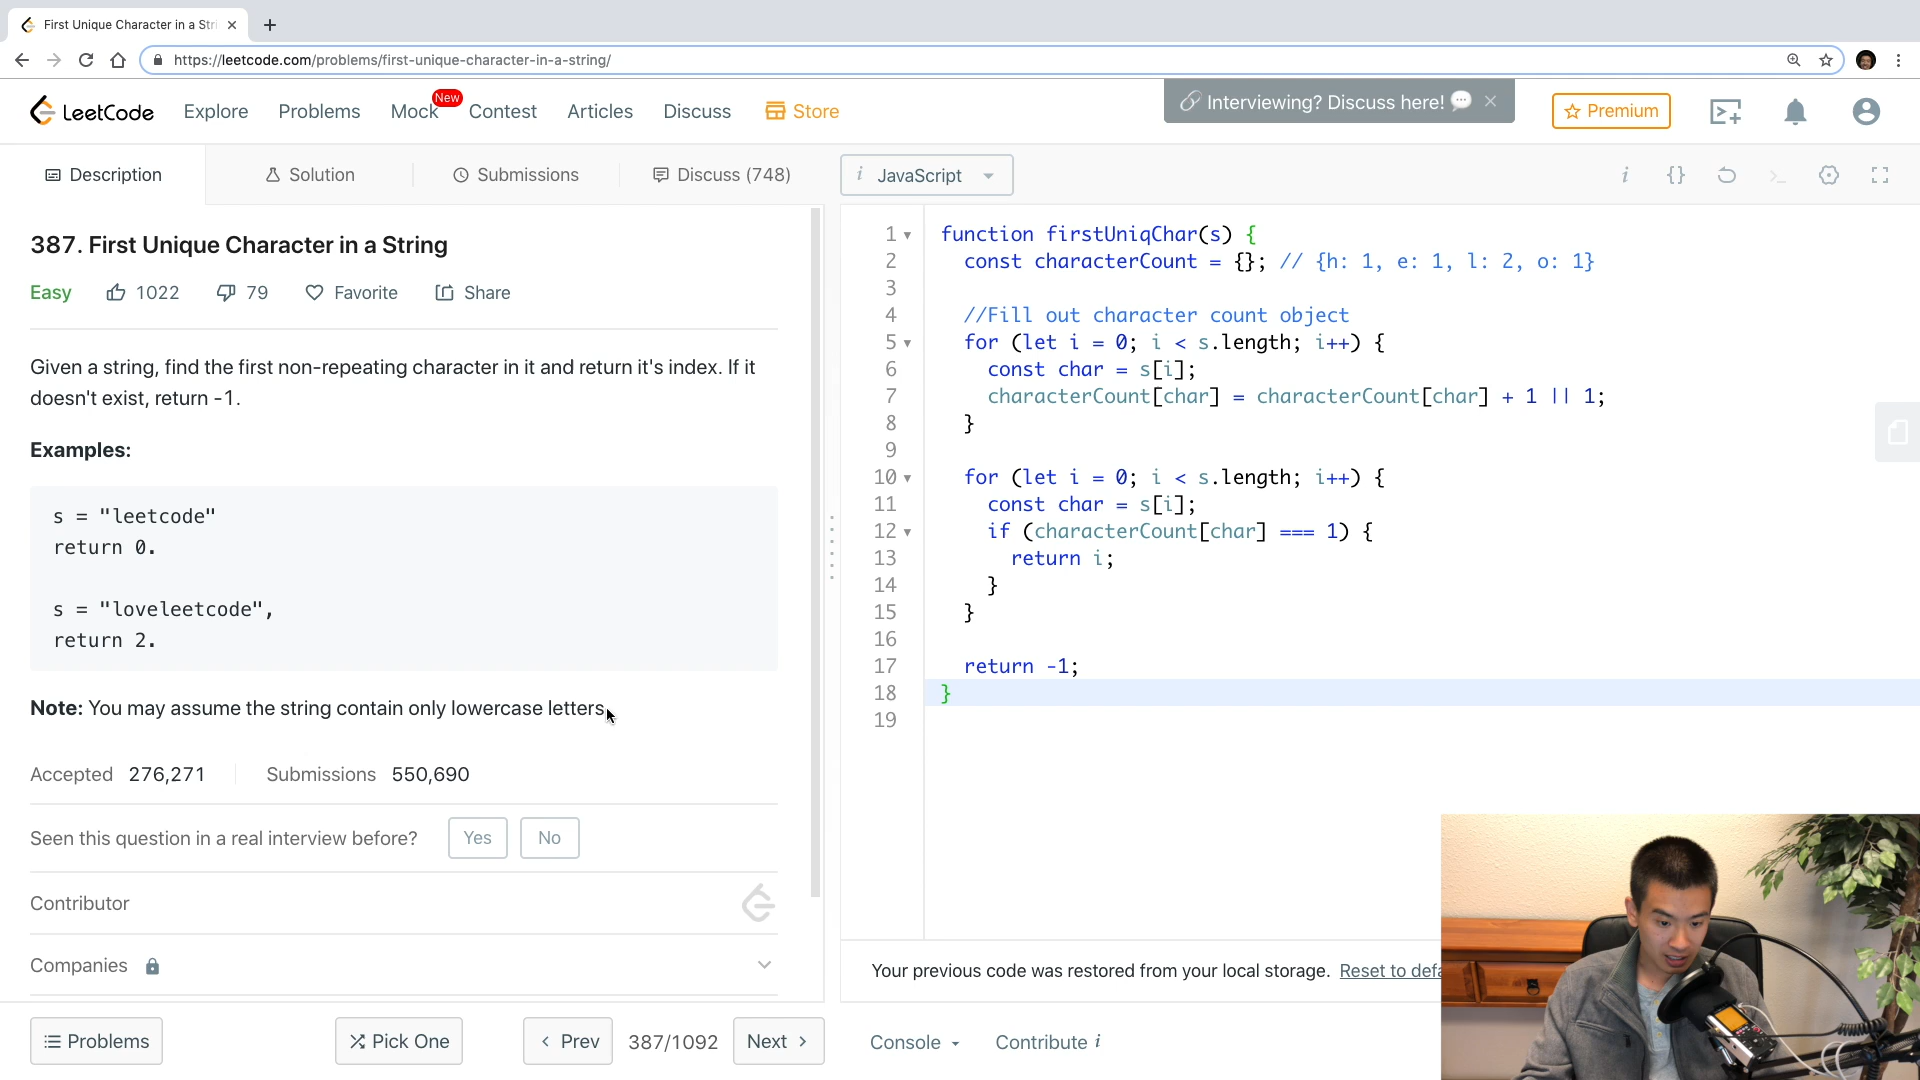 First Unique Character in a Stri
https://leetcode.com/problems/first-unique-character-in-a-string/
LeetCode
Explore
Problems
Mock
New
Contest
Articles
Discuss
Store
Interviewing? Discuss here!
Premium
Description
Solution
Submissions
Discuss (748)
i JavaScript
i {}
387. First Unique Character in a String
Easy
1022
79
Favorite
Share
Given a string, find the first non-repeating character in it and return it's index. If it
doesn't exist, return -1.
Examples:
s = "leetcode"
return 0.
s = "loveleetcode",
return 2.
Note: You may assume the string contain only lowercase letters.
Accepted 276,271
Submissions 550,690
Seen this question in a real interview before?
Yes
No
Contributor
Companies
Problems
Pick One
Prev
387/1092
Next
1 function firstUniqChar(s) {
2 const characterCount = {}; // {h: 1, e: 1, l: 2, o: 1}
3
4 //Fill out character count object
5 for (let i = 0; i < s.length; i++) {
6 const char = s[i];
7 characterCount[char] = characterCount[char] + 1 || 1;
8 }
9
10 for (let i = 0; i < s.length; i++) {
11 const char = s[i];
12 if (characterCount[char] === 1) {
13 return i;
14 }
15 }
16
17 return -1;
18 }
19
Your previous code was restored from your local storage. Reset to defa
Console
Contribute i